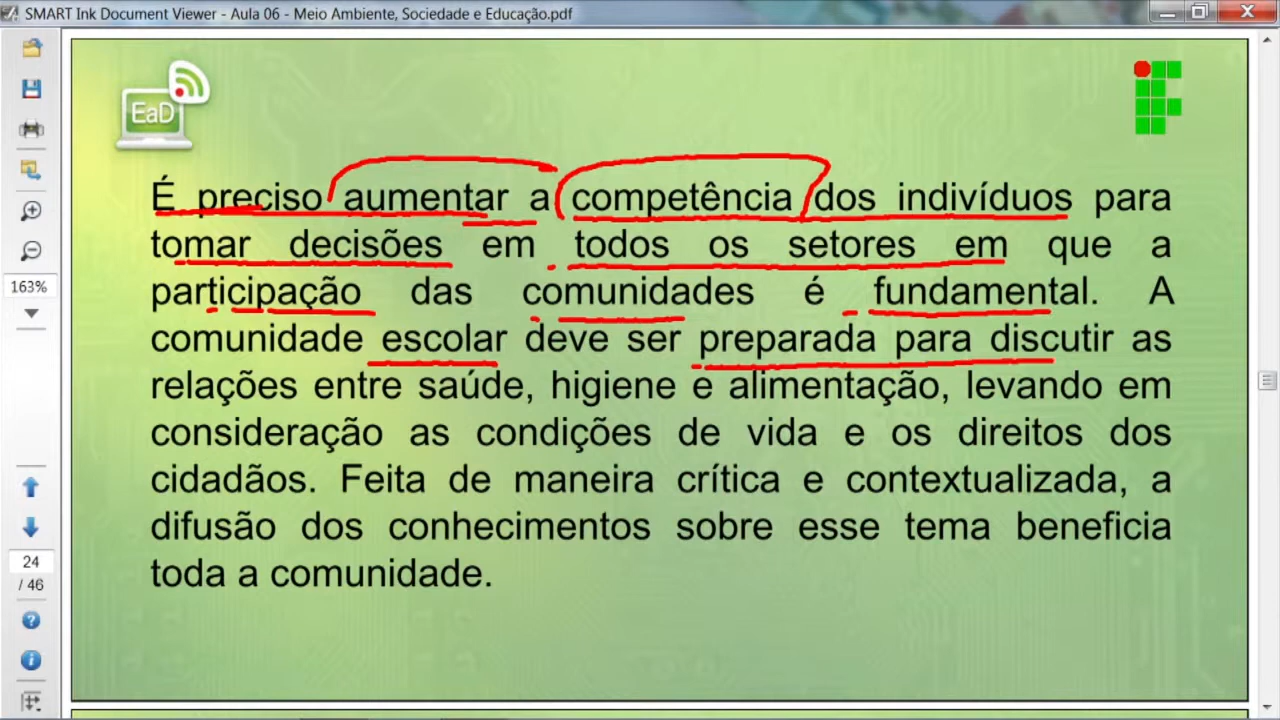 SMART Ink Document Viewer - Aula 06 - Meio Ambiente, Sociedade e Educação.pdf
EaD
É preciso aumentar a competência dos indivíduos para
tomar decisões em todos os setores em que a
participação das comunidades é fundamental. A
comunidade escolar deve ser preparada para discutir as
relações entre saúde, higiene e alimentação, levando em
consideração as condições de vida e os direitos dos
cidadãos. Feita de maneira crítica e contextualizada, a
difusão dos conhecimentos sobre esse tema beneficia
toda a comunidade.
163%
24
/ 46